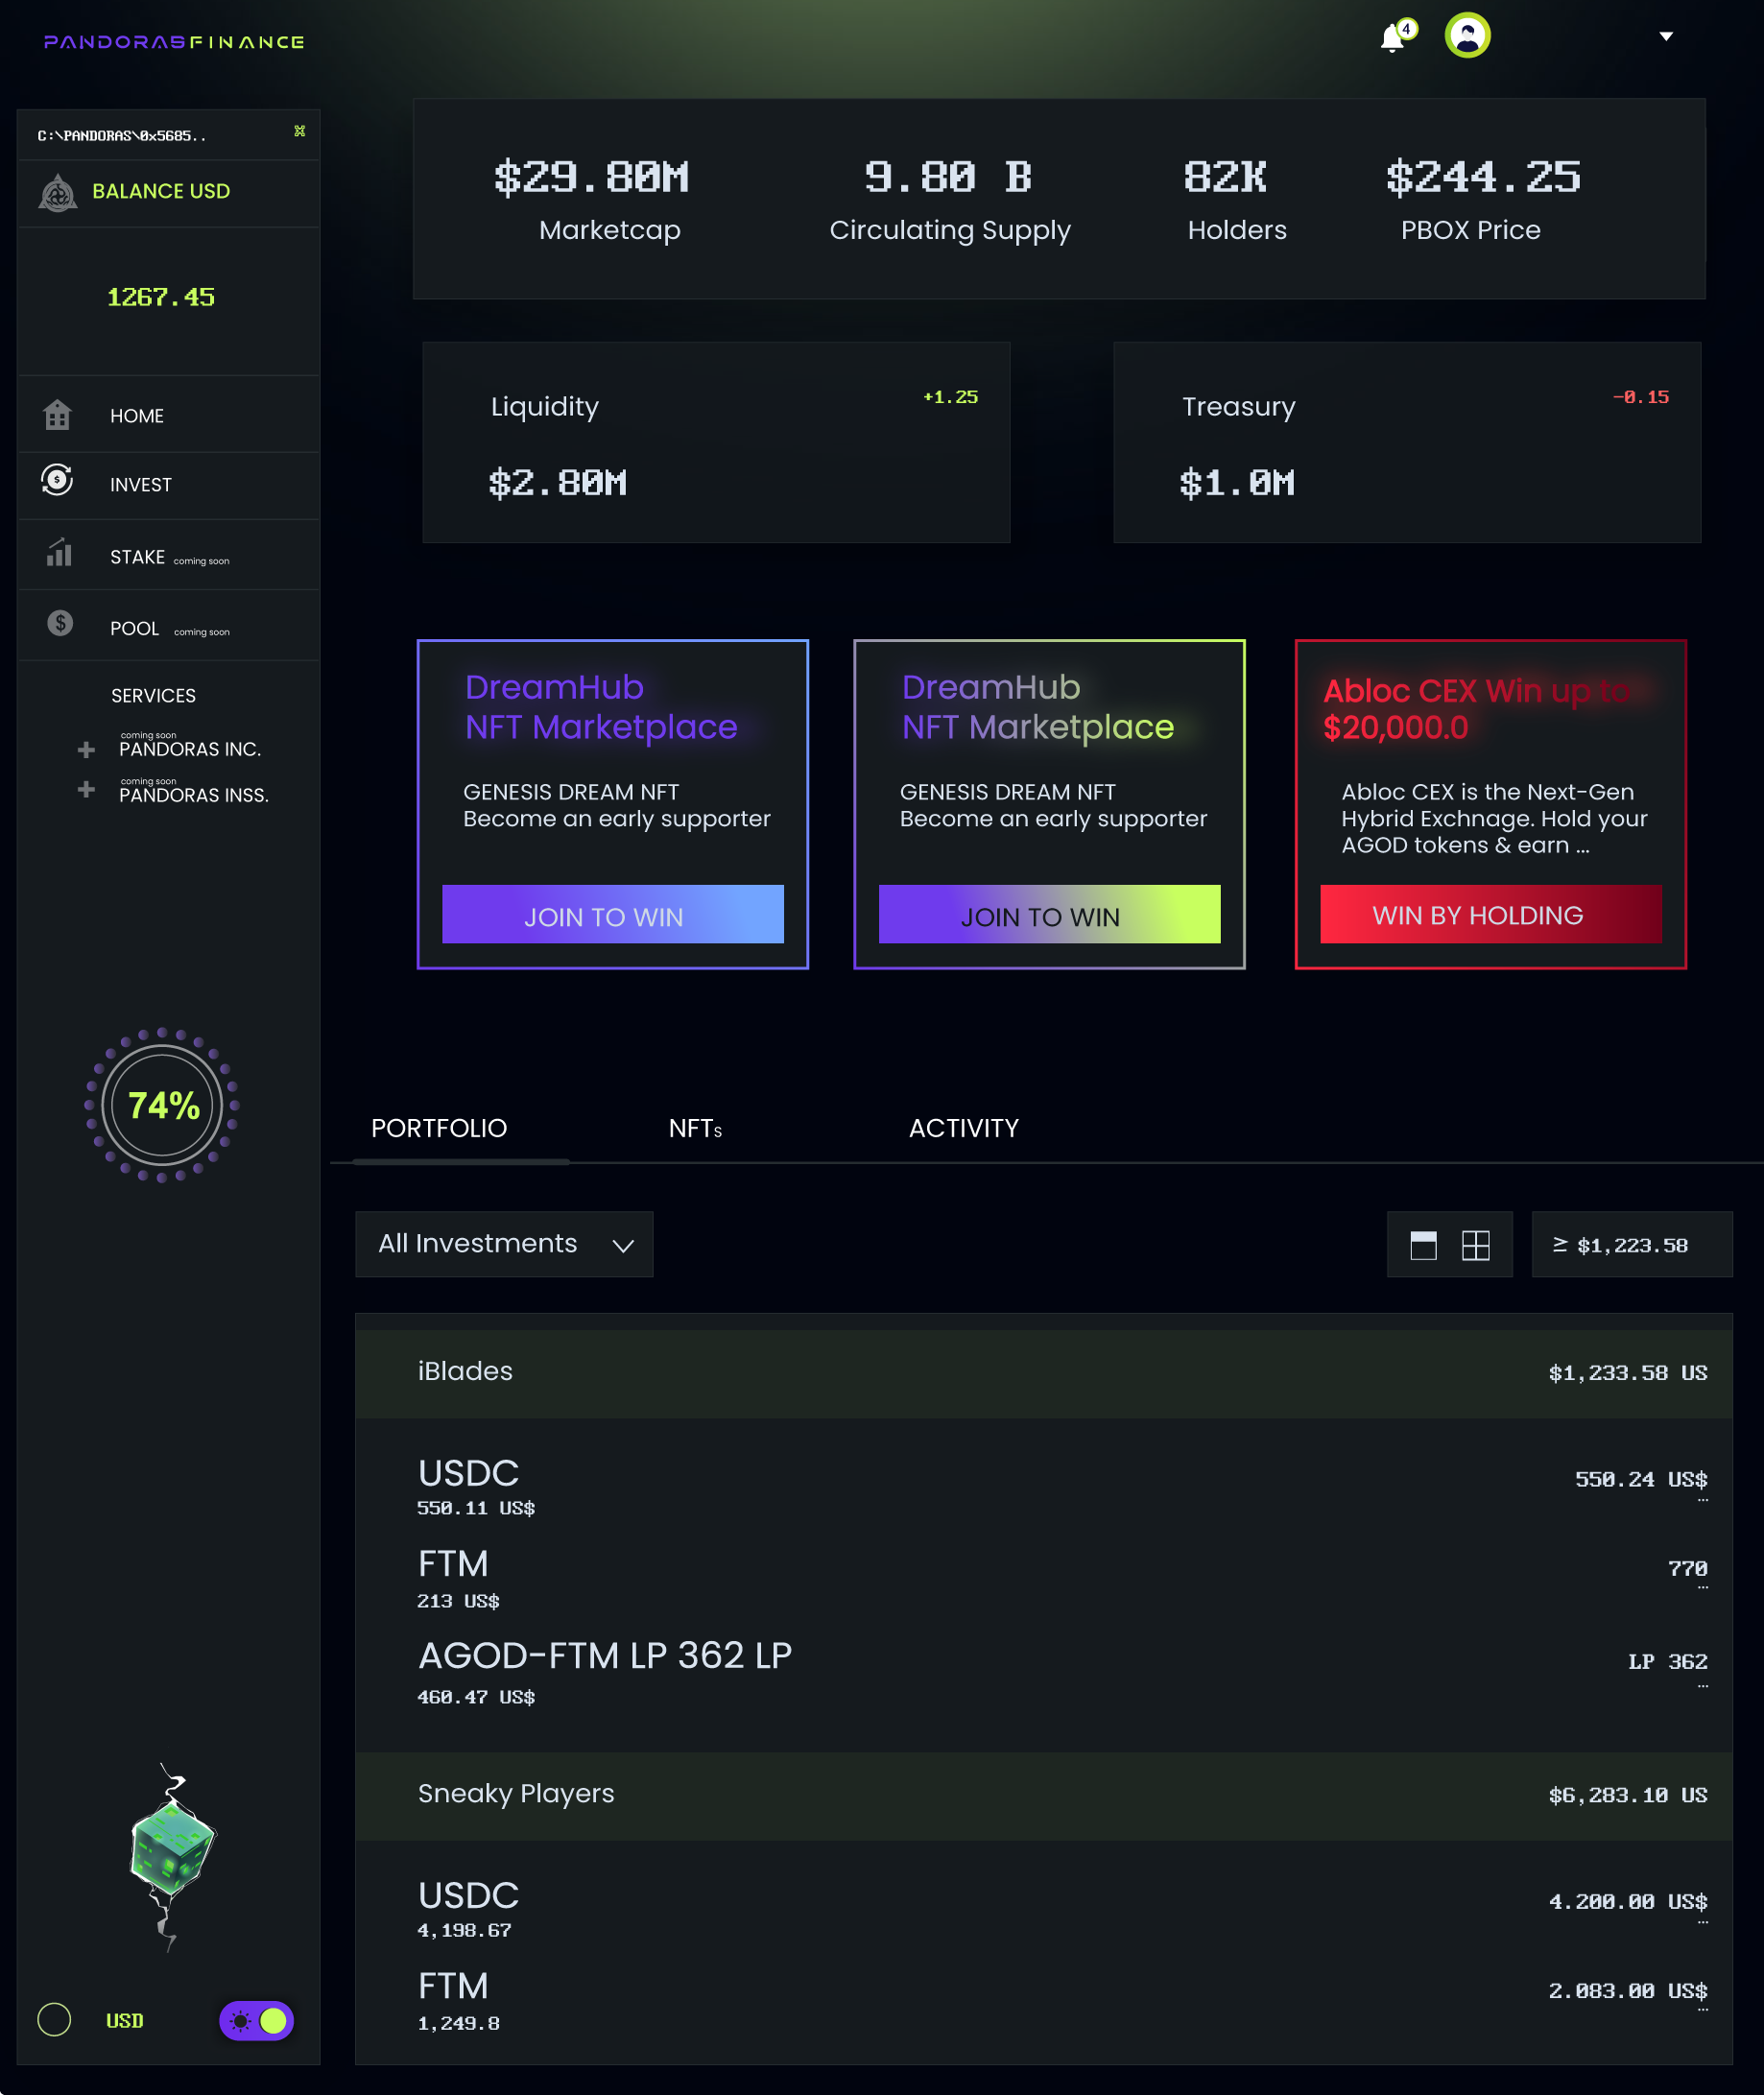 PANDORASFINANCE
4
C:\PANDORAS\0x5685..
BALANCE USD
1267.45
HOME
INVEST
STAKE coming soon
POOL coming soon
SERVICES
coming soon
PANDORAS INC.
coming soon
PANDORAS INSS.
74%
USD
$29.80M
Marketcap
9.80 B
Circulating Supply
82K
Holders
$244.25
PBOX Price
Liquidity
+1.25
$2.80M
Treasury
-0.15
$1.0M
DreamHub
NFT Marketplace
GENESIS DREAM NFT
Become an early supporter
JOIN TO WIN
DreamHub
NFT Marketplace
GENESIS DREAM NFT
Become an early supporter
JOIN TO WIN
Abloc CEX Win up to
$20,000.0
Abloc CEX is the Next-Gen
Hybrid Exchnage. Hold your
AGOD tokens & earn ...
WIN BY HOLDING
PORTFOLIO
NFTs
ACTIVITY
All Investments
≥ $1,223.58
iBlades
$1,233.58 US
USDC
550.24 US$
...
550.11 US$
FTM
770
...
213 US$
AGOD-FTM LP 362 LP
LP 362
...
460.47 US$
Sneaky Players
$6,283.10 US
USDC
4.200.00 US$
...
4,198.67
FTM
2.083.00 US$
...
1,249.8